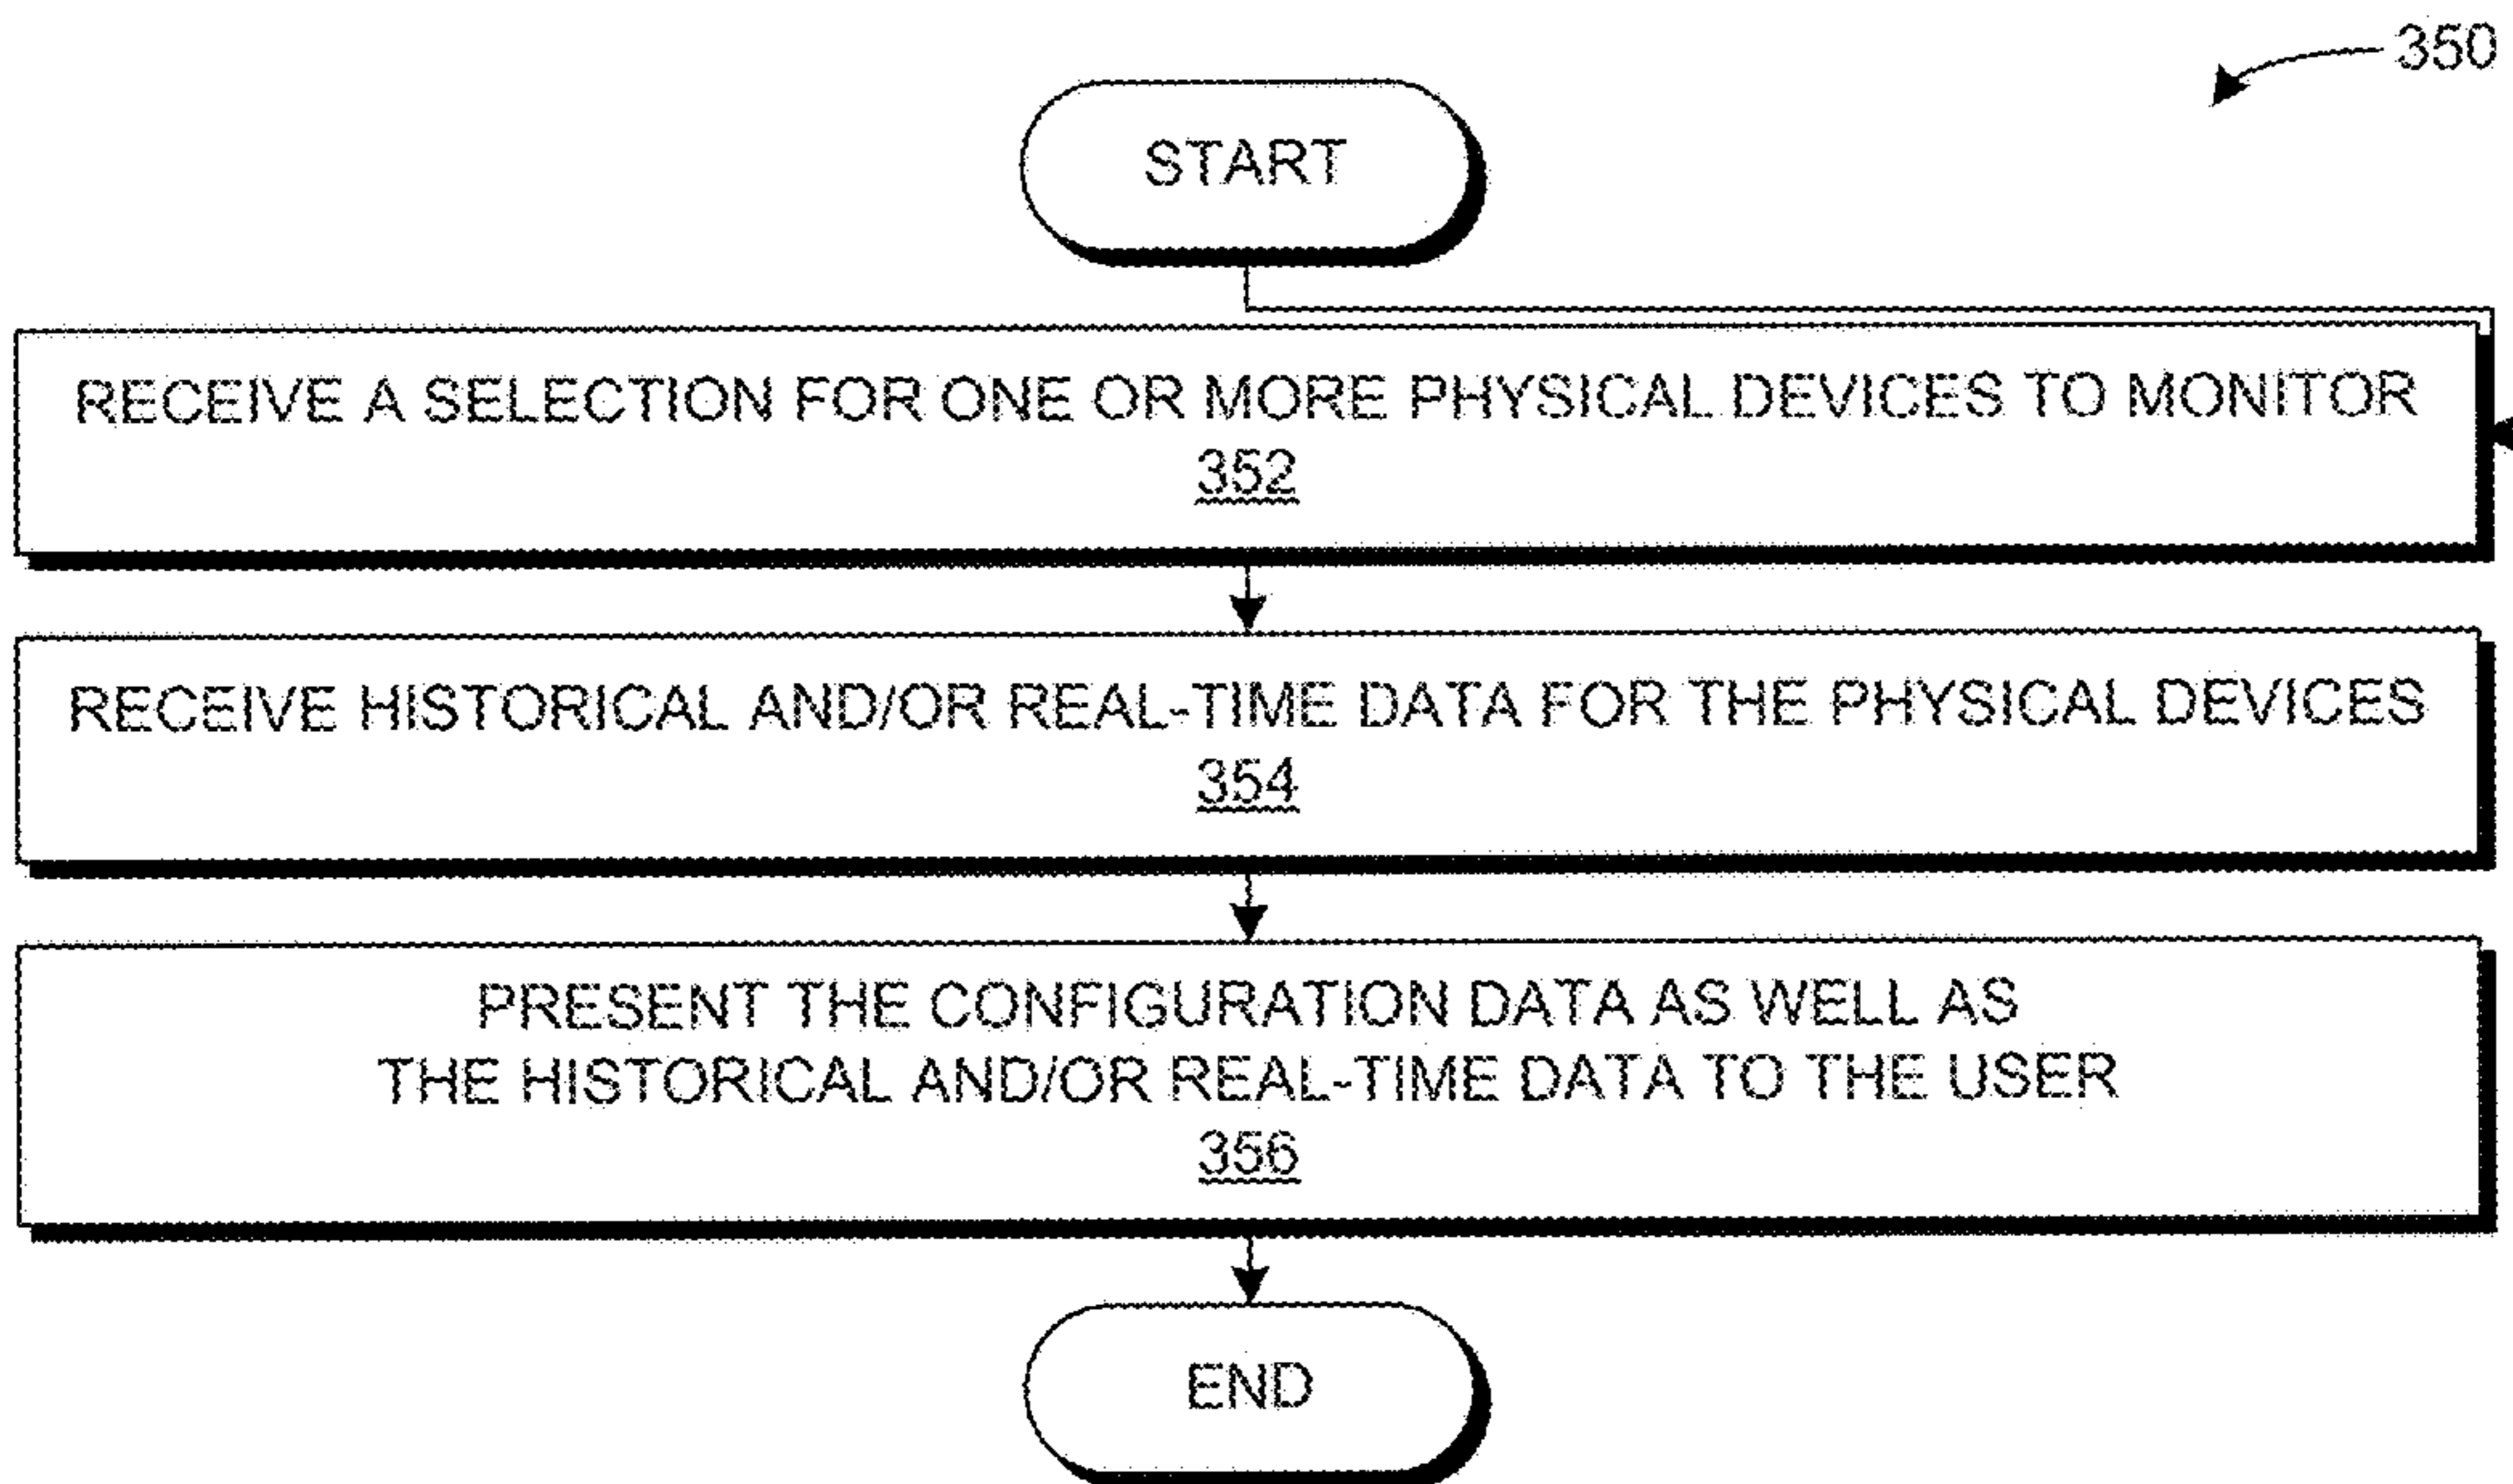 350
START
RECEIVE A SELECTION FOR ONE OR MORE PHYSICAL DEVICES TO MONITOR
352
RECEIVE HISTORICAL AND/OR REAL-TIME DATA FOR THE PHYSICAL DEVICES
354
PRESENT THE CONFIGURATION DATA AS WELL AS
THE HISTORICAL AND/OR REAL-TIME DATA TO THE USER
356
END